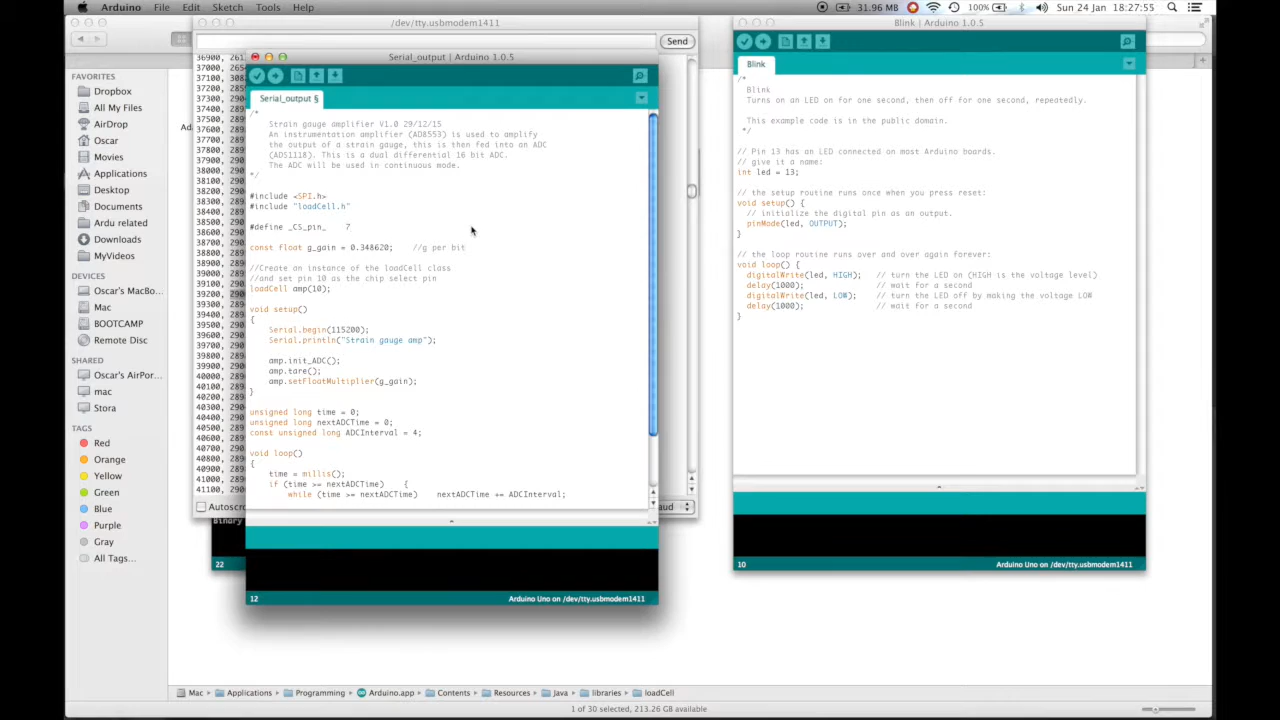 Arduino File Edit Sketch Tools Help 31.96 MB 100% Sun 24 Jan 18:27:55
/dev/tty.usbmodem1411
Send
FAVORITES
Dropbox
All My Files
AirDrop
Oscar
Movies
Applications
Desktop
Documents
Ardu related
Downloads
MyVideos
DEVICES
Oscar's MacBo...
Mac
BOOTCAMP
Remote Disc
SHARED
Oscar's AirPor...
mac
Stora
TAGS
Red
Orange
Yellow
Green
Blue
Purple
Gray
All Tags...
Serial_output | Arduino 1.0.5
Serial_output §
/*
Strain gauge amplifier V1.0 29/12/15
An instrumentation amplifier (AD8553) is used to amplify
the output of a strain gauge, this is then fed into an ADC
(ADS1118). This is a dual differential 16 bit ADC.
The ADC will be used in continuous mode.
*/
#include <SPI.h>
#include "loadCell.h"
#define _CS_pin_ 7
const float g_gain = 0.348620; //g per bit
//Create an instance of the loadCell class
//and set pin 10 as the chip select pin
loadCell amp(10);
void setup()
{
Serial.begin(115200);
Serial.println("Strain gauge amp");
amp.init_ADC();
amp.tare();
amp.setFloatMultiplier(g_gain);
}
unsigned long time = 0;
unsigned long nextADCTime = 0;
const unsigned long ADCInterval = 4;
void loop()
{
time = millis();
if (time >= nextADCTime) {
while (time >= nextADCTime) nextADCTime += ADCInterval;
Autoscro
aud
Binary
22
12 Arduino Uno on /dev/tty.usbmodem1411
Blink | Arduino 1.0.5
Blink
/*
Blink
Turns on an LED on for one second, then off for one second, repeatedly.
This example code is in the public domain.
*/
// Pin 13 has an LED connected on most Arduino boards.
// give it a name:
int led = 13;
// the setup routine runs once when you press reset:
void setup() {
// initialize the digital pin as an output.
pinMode(led, OUTPUT);
}
// the loop routine runs over and over again forever:
void loop() {
digitalWrite(led, HIGH); // turn the LED on (HIGH is the voltage level)
delay(1000); // wait for a second
digitalWrite(led, LOW); // turn the LED off by making the voltage LOW
delay(1000); // wait for a second
}
10 Arduino Uno on /dev/tty.usbmodem1411
Mac Applications Programming Arduino.app Contents Resources Java libraries loadCell
1 of 30 selected, 213.26 GB available